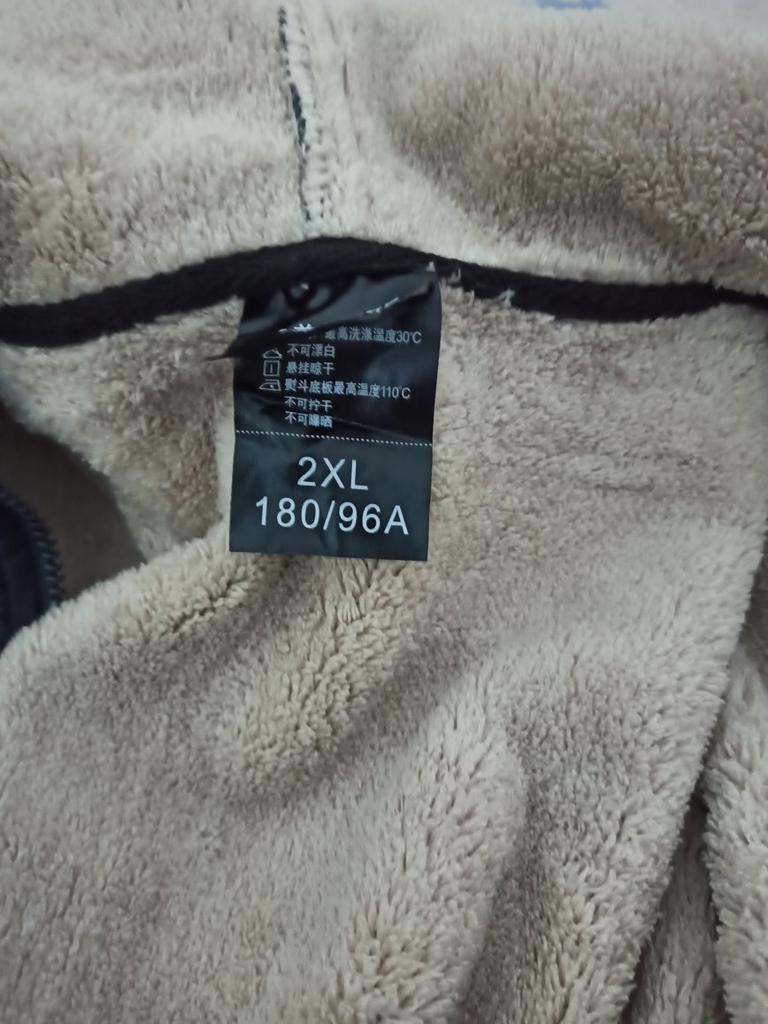 最高洗涤温度30℃
不可漂白
悬挂晾干
熨斗底板最高温度110℃
不可拧干
不可曝晒
2XL
180/96A